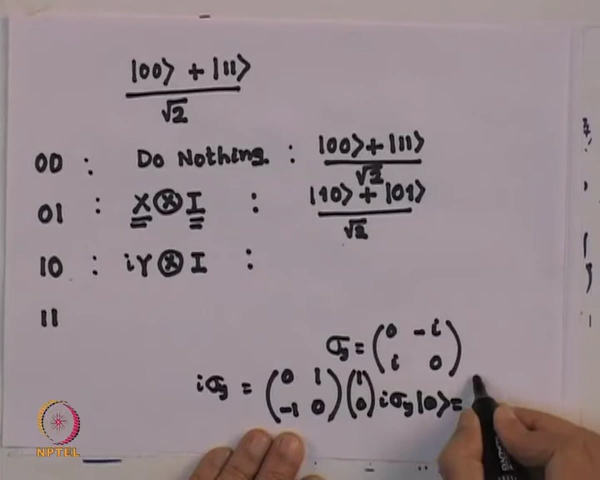 |00⟩ + |11⟩
√2
00 : Do Nothing : |00⟩+|11⟩
√2
01 : X⊗I : |10⟩ + |01⟩
√2
10 : iY⊗I :
11
σy = (0 -i
i 0)
iσy = (0 1
-1 0) (1
0) iσy|0⟩=
NPTEL